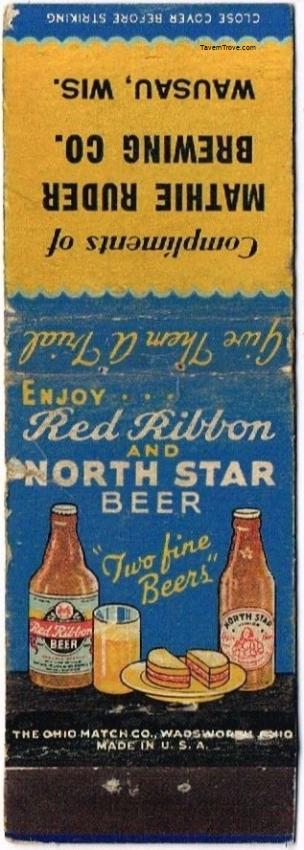 CLOSE COVER BEFORE STRIKING
TavernTrove.com
Compliments of
MATHIE RUDER
BREWING CO.
WAUSAU, WIS.
Give Them A Trial
ENJOY . . .
Red Ribbon
AND
NORTH STAR
BEER
"Two fine
Beers"
Red Ribbon
BEER
NORTH STAR
THE OHIO MATCH CO., WADSWORTH, OHIO
MADE IN U. S. A.